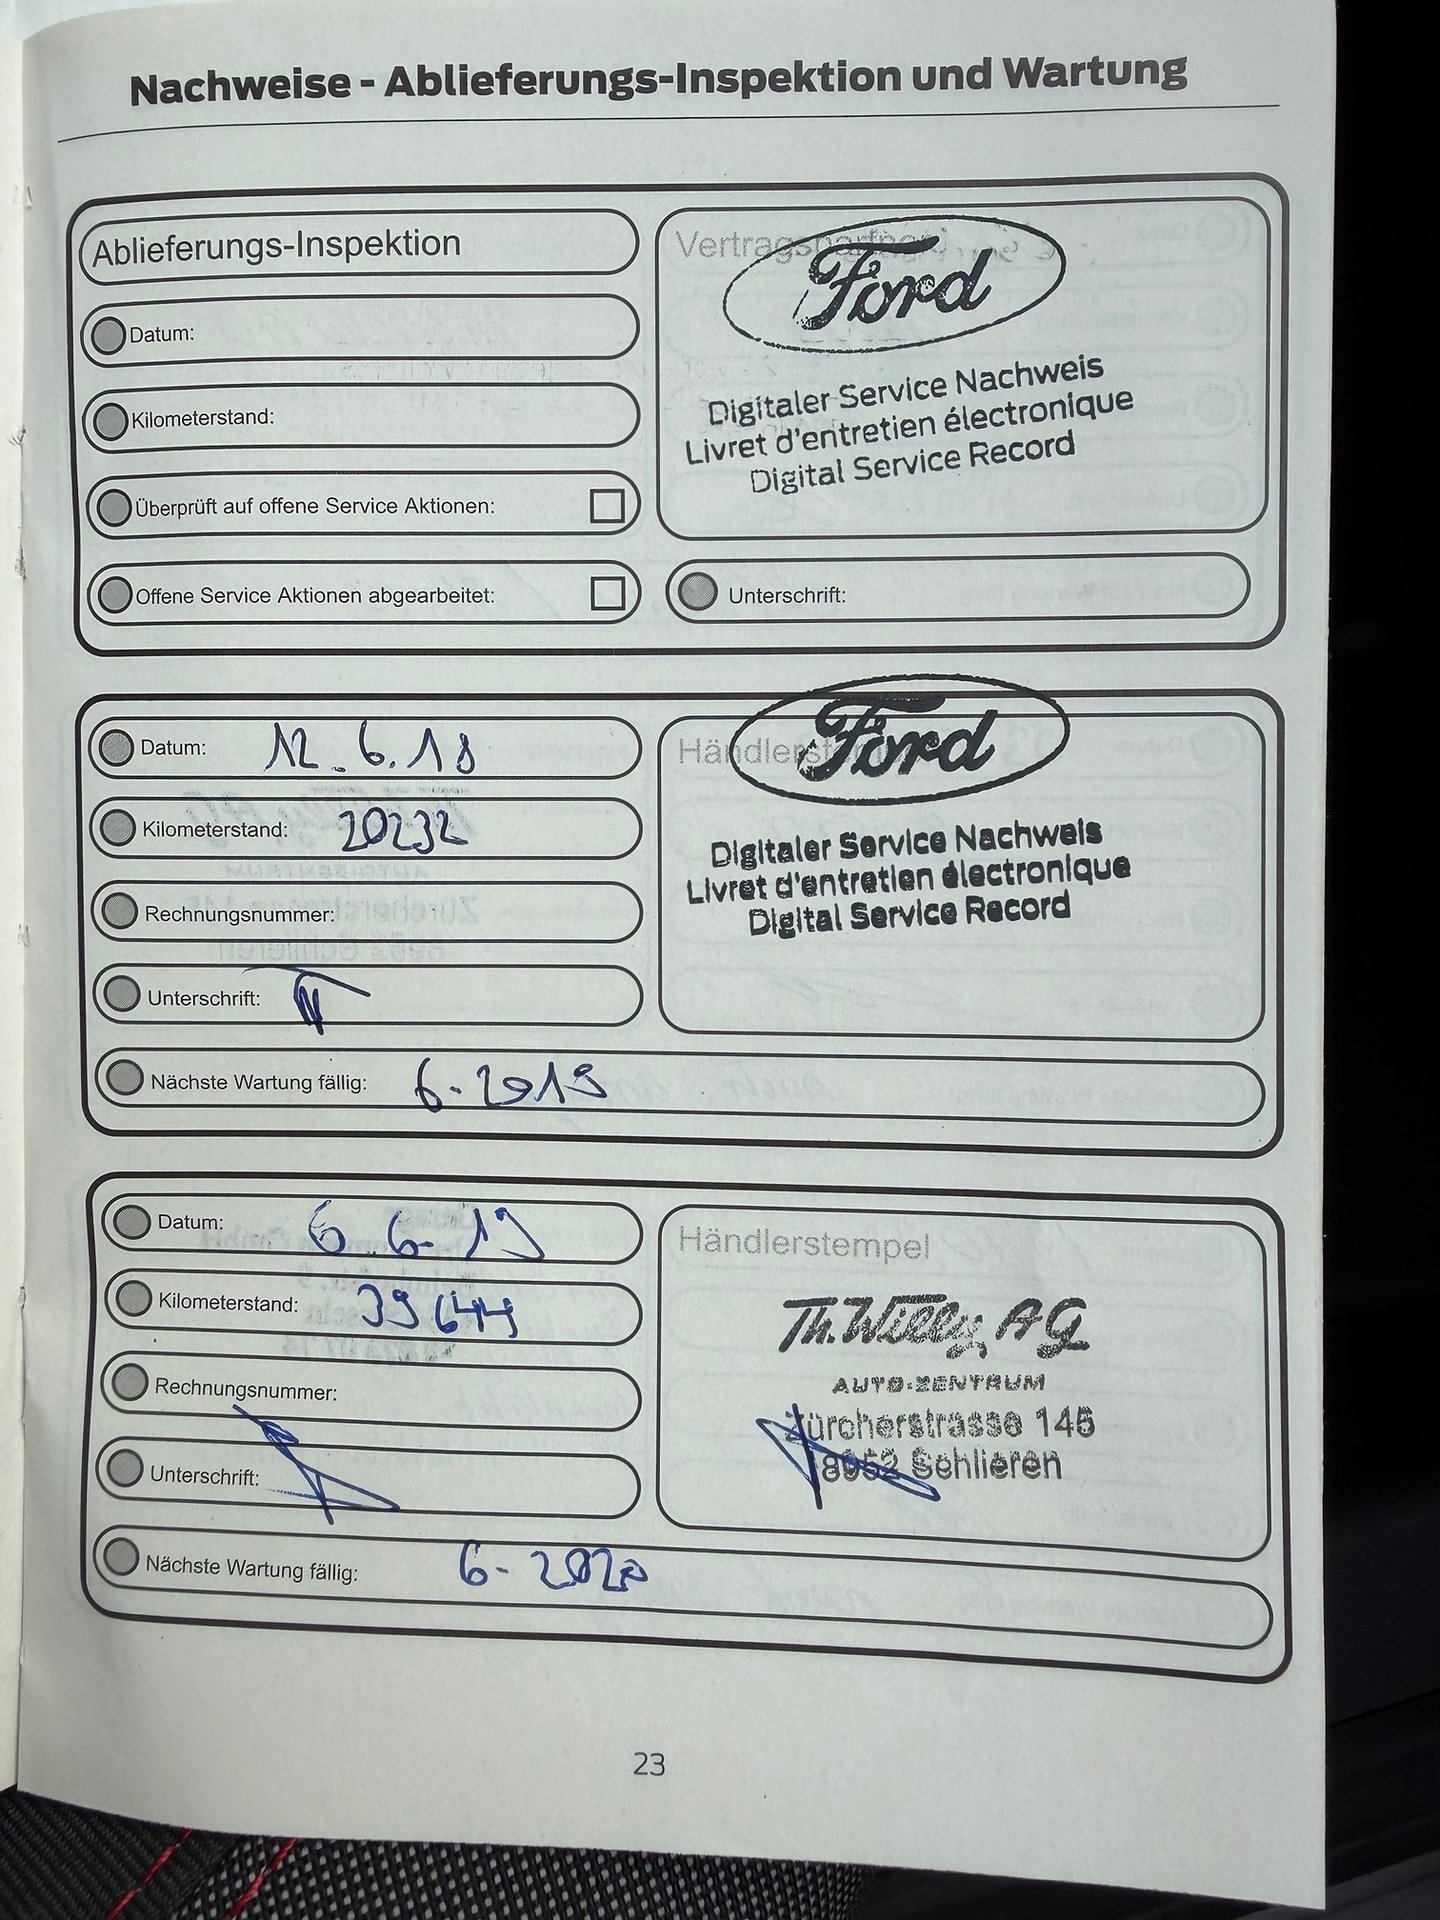 Nachweise - Ablieferungs-Inspektion und Wartung
Ablieferungs-Inspektion
Datum:
Kilometerstand:
Überprüft auf offene Service Aktionen:
Offene Service Aktionen abgearbeitet:
Vertragspartner
Ford
Digitaler Service Nachweis
Livret d'entretien électronique
Digital Service Record
Unterschrift:
Datum: 12.6.18
Kilometerstand: 20232
Rechnungsnummer:
Unterschrift:
Händlerstempel
Ford
Digitaler Service Nachweis
Livret d'entretien électronique
Digital Service Record
Nächste Wartung fällig: 6-2019
Datum: 6.6-19
Kilometerstand: 39644
Rechnungsnummer:
Unterschrift:
Händlerstempel
Th. Willy AG
AUTO-ZENTRUM
Zürcherstrasse 145
8952 Schlieren
Nächste Wartung fällig: 6-2020
23